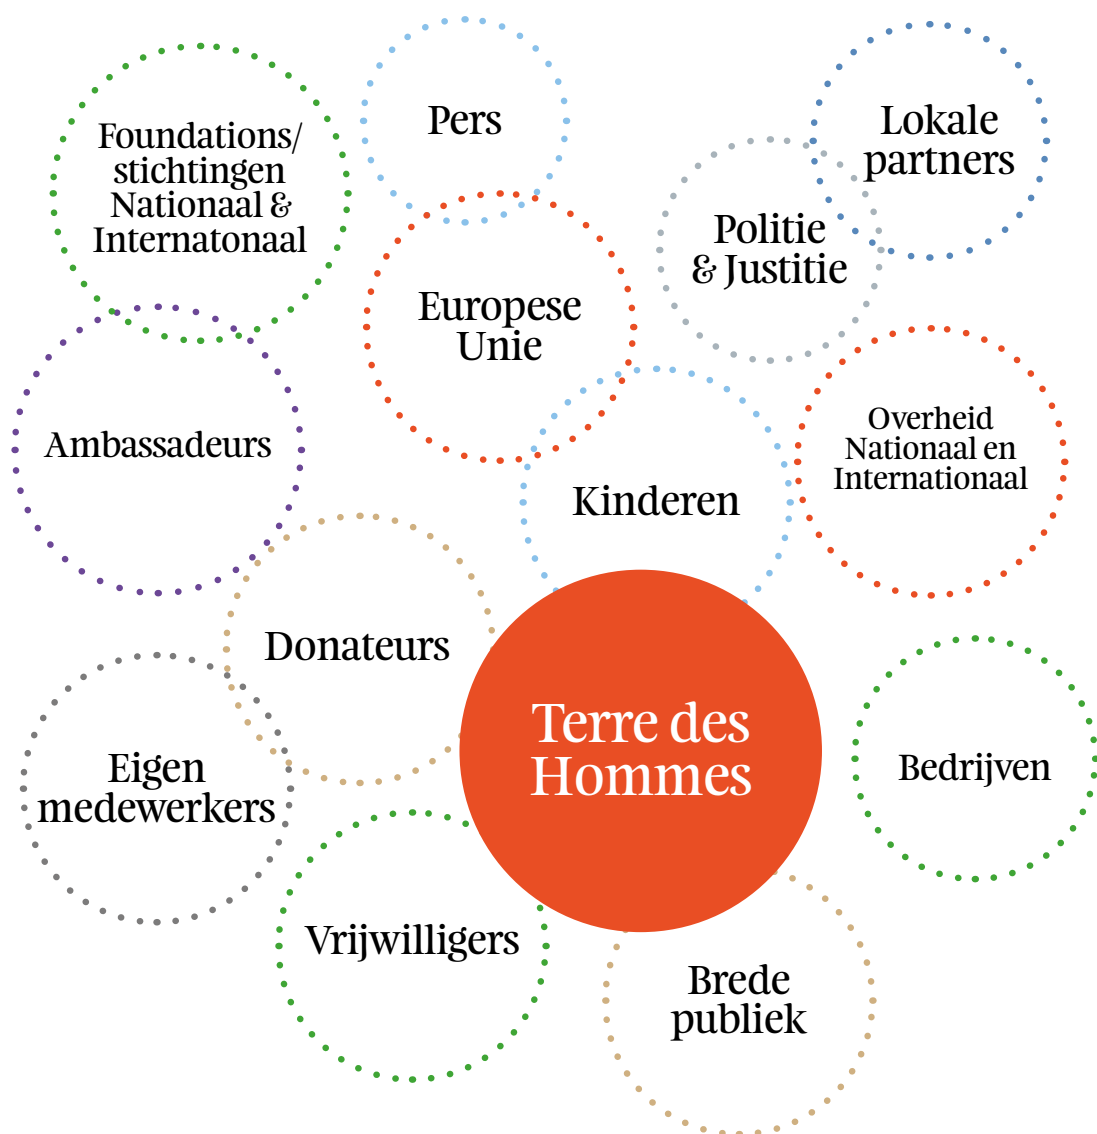 Pers
Lokale
partners
Foundations/
stichtingen
Nationaal &
Internatonaal
Politie
& Justitie
Europese
Unie
Overheid
Nationaal en
Internationaal
Ambassadeurs
Kinderen
Donateurs
Terre des
Hommes
Eigen
medewerkers
Bedrijven
Vrijwilligers
Brede
publiek